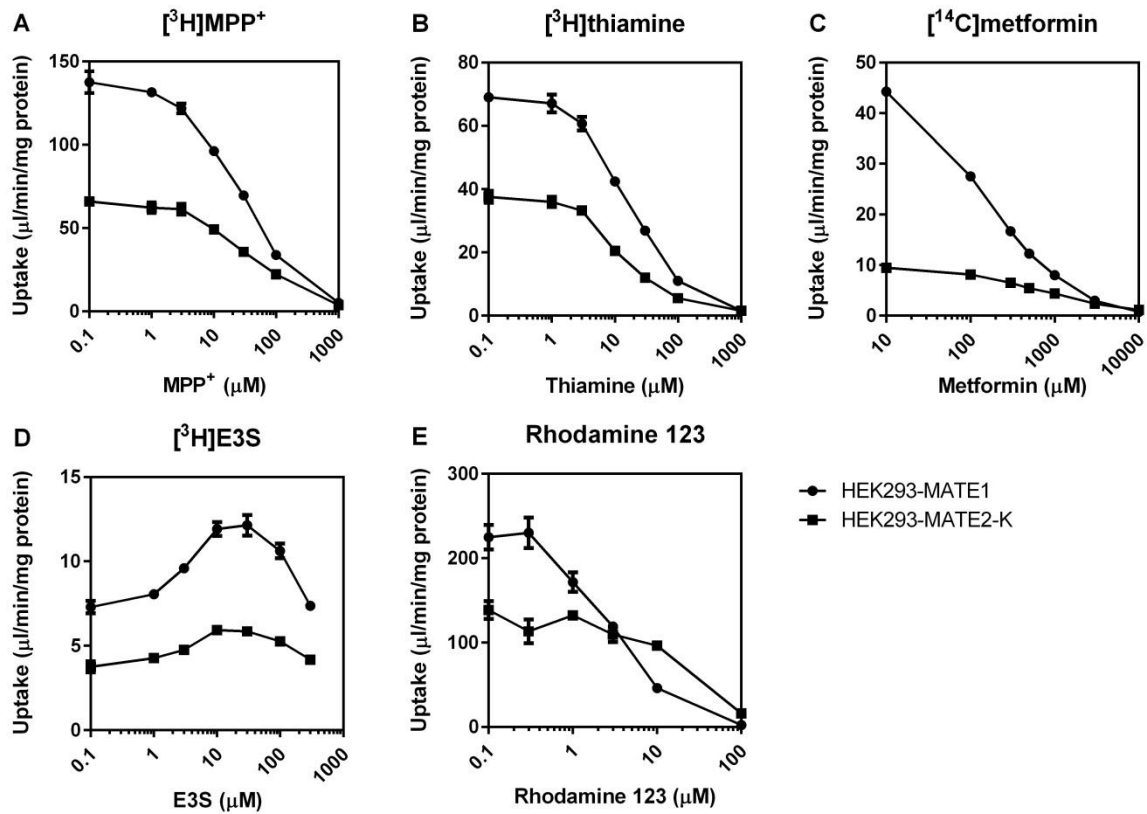 A [³H]MPP⁺
Uptake (µl/min/mg protein)
150
100
50
0
0.1 1 10 100 1000
MPP⁺ (µM)
B [³H]thiamine
Uptake (µl/min/mg protein)
80
60
40
20
0
0.1 1 10 100 1000
Thiamine (µM)
C [¹⁴C]metformin
Uptake (µl/min/mg protein)
50
40
30
20
10
0
10 100 1000 10000
Metformin (µM)
D [³H]E3S
Uptake (µl/min/mg protein)
15
10
5
0
0.1 1 10 100 1000
E3S (µM)
E Rhodamine 123
Uptake (µl/min/mg protein)
300
200
100
0
0.1 1 10 100
Rhodamine 123 (µM)
HEK293-MATE1
HEK293-MATE2-K